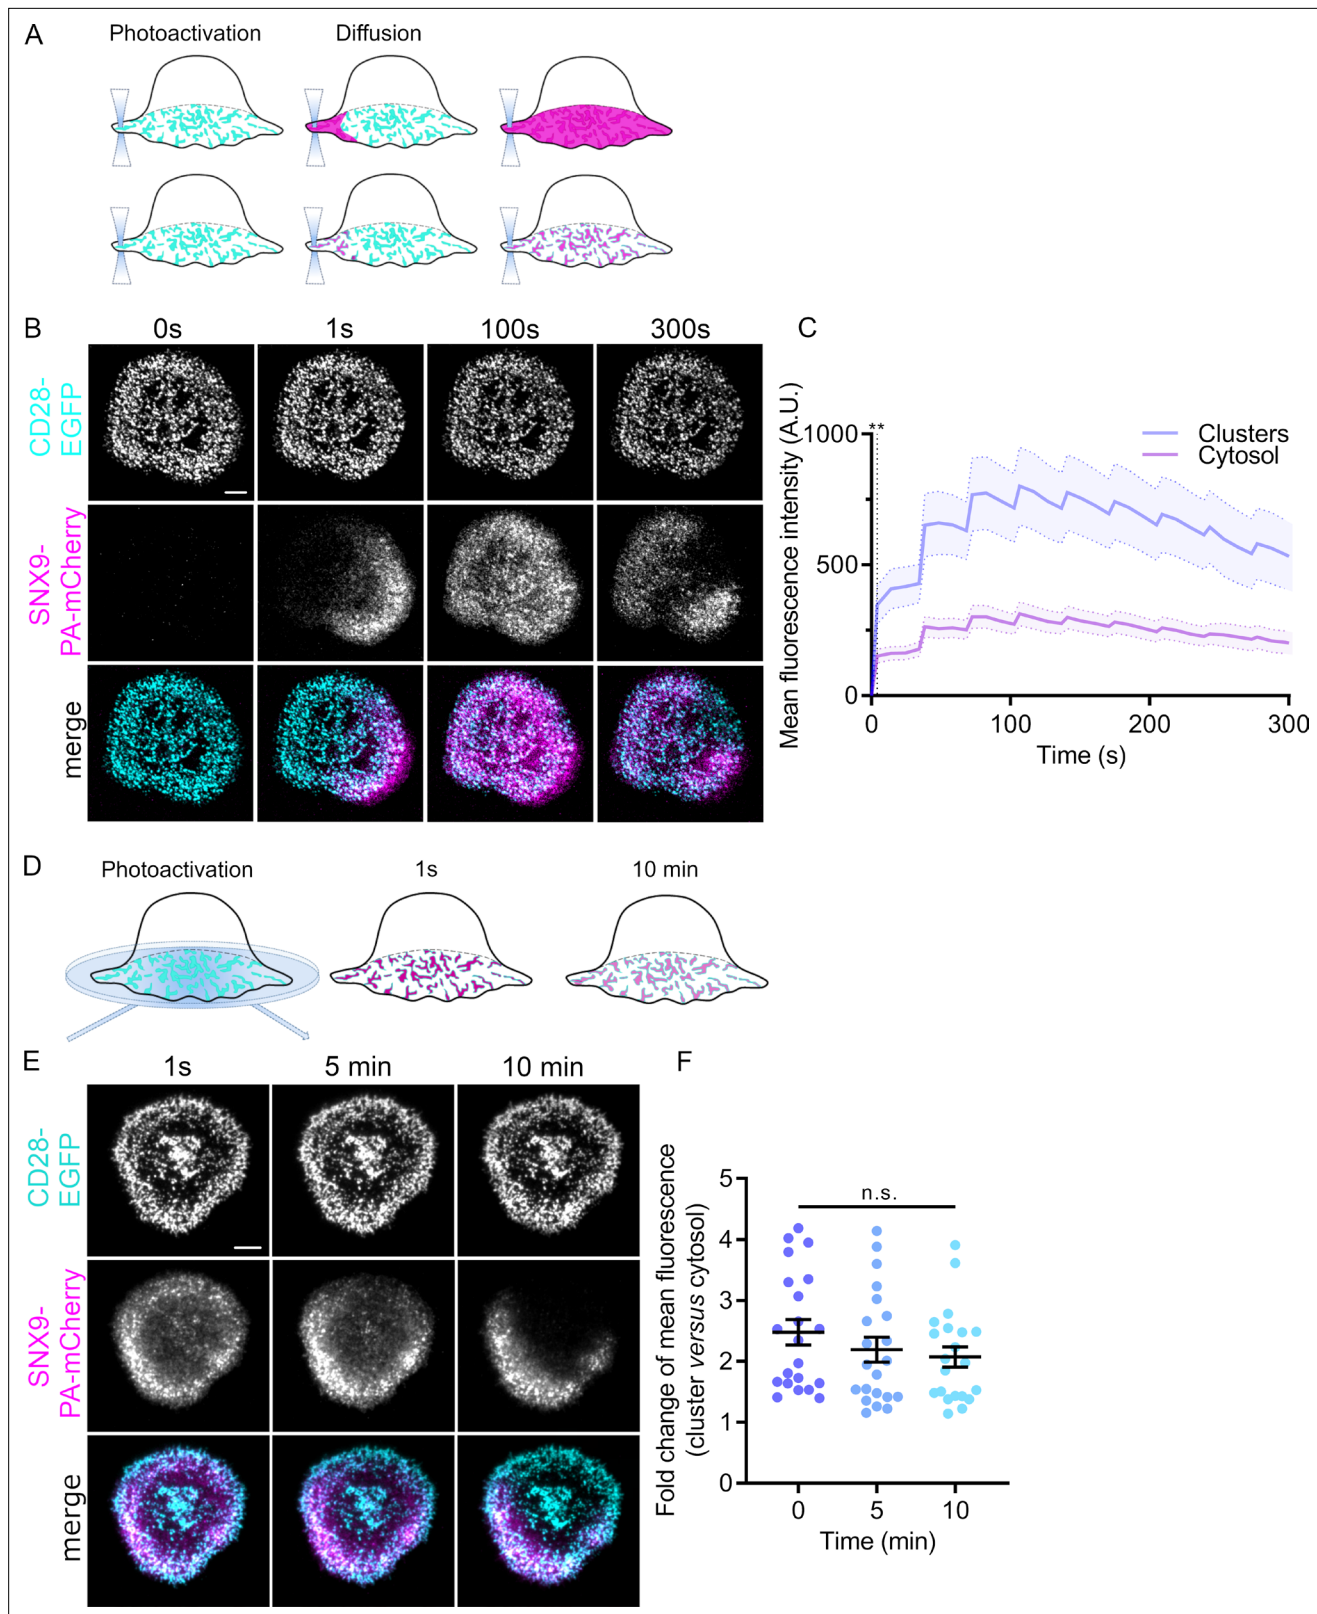 A
Photoactivation Diffusion
B
0s 1s 100s 300s
CD28-
EGFP
SNX9-
PA-mCherry
merge
C
Mean fluorescence intensity (A.U.)
1000
500
0
**
Clusters
Cytosol
0 100 200 300
Time (s)
D
Photoactivation 1s 10 min
E
1s 5 min 10 min
CD28-
EGFP
SNX9-
PA-mCherry
merge
F
Fold change of mean fluorescence
(cluster versus cytosol)
5
4
3
2
1
0
n.s.
0 5 10
Time (min)